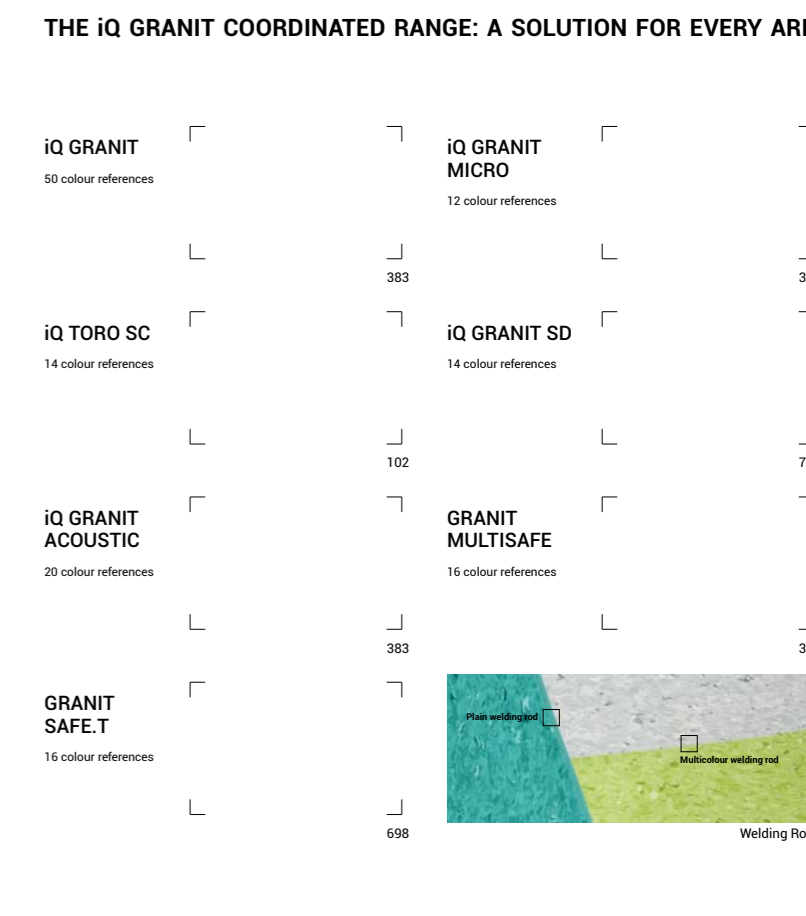 THE iQ GRANIT COORDINATED RANGE: A SOLUTION FOR EVERY
iQ GRANIT
50 colour references
383
iQ GRANIT
MICRO
12 colour references
iQ TORO SC
14 colour references
102
iQ GRANIT SD
14 colour references
iQ GRANIT
ACOUSTIC
20 colour references
383
GRANIT
MULTISAFE
16 colour references
GRANIT
SAFE.T
16 colour references
698
Plain welding rod
Multicolour welding rod
Welding